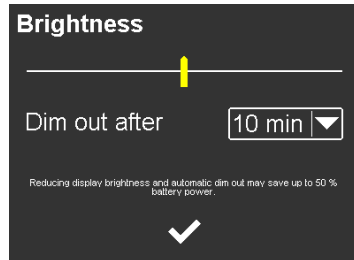 Brightness
Dim out after
10 min
Reducing display brightness and automatic dim out may save up to 50 %
battery power.